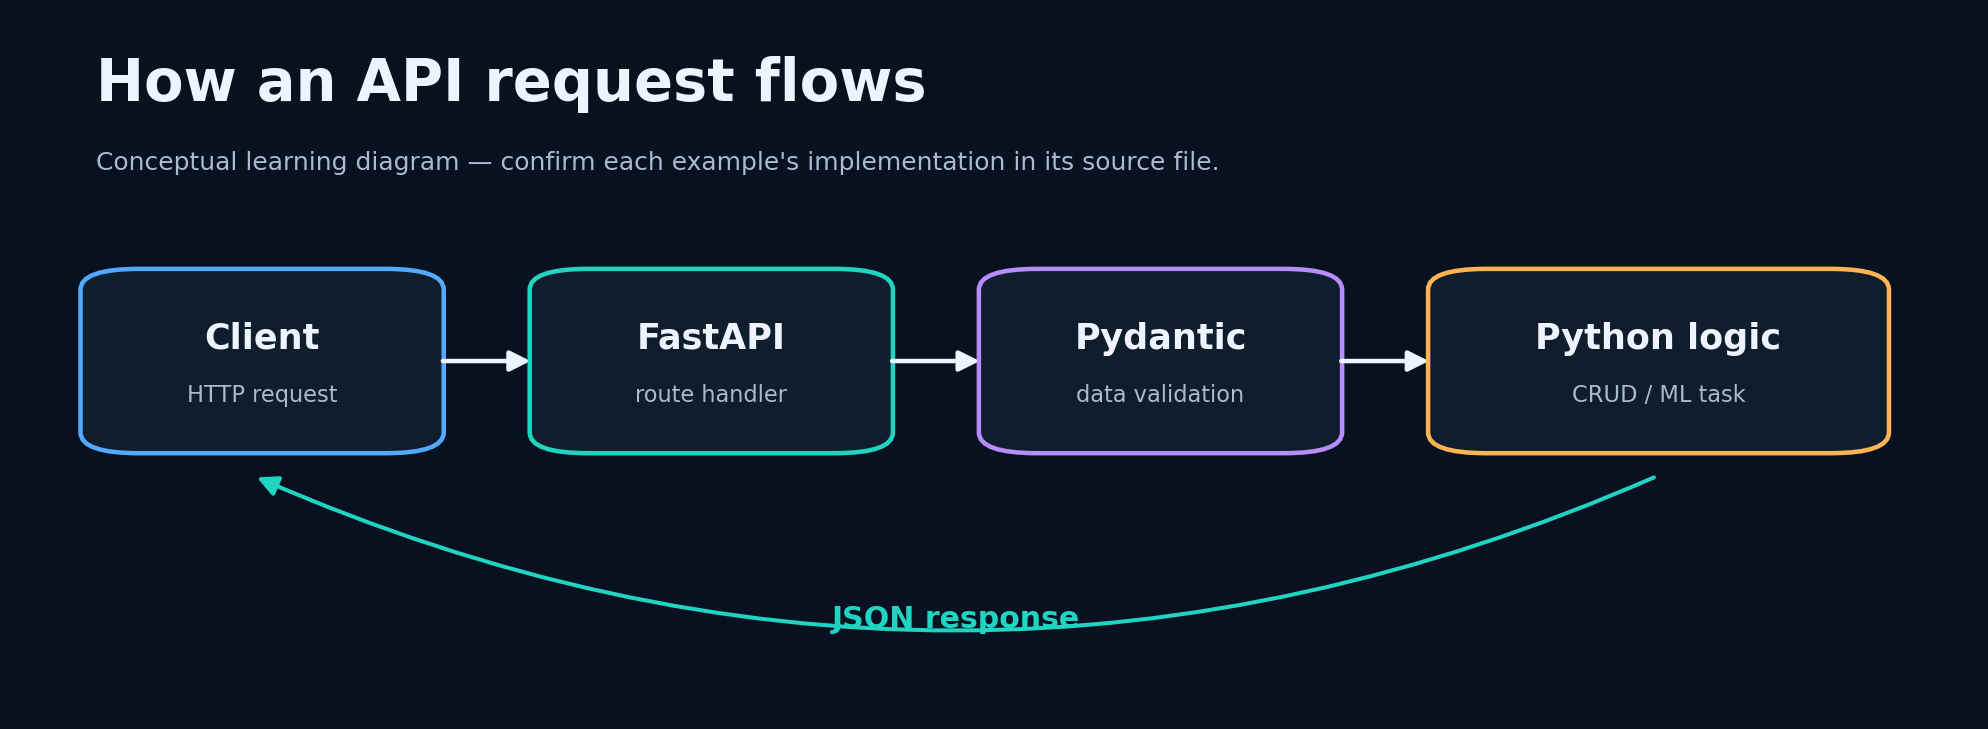 How an API request flows
Conceptual learning diagram — confirm each example's implementation in its source file.
Client
HTTP request
FastAPI
route handler
Pydantic
data validation
Python logic
CRUD / ML task
JSON response